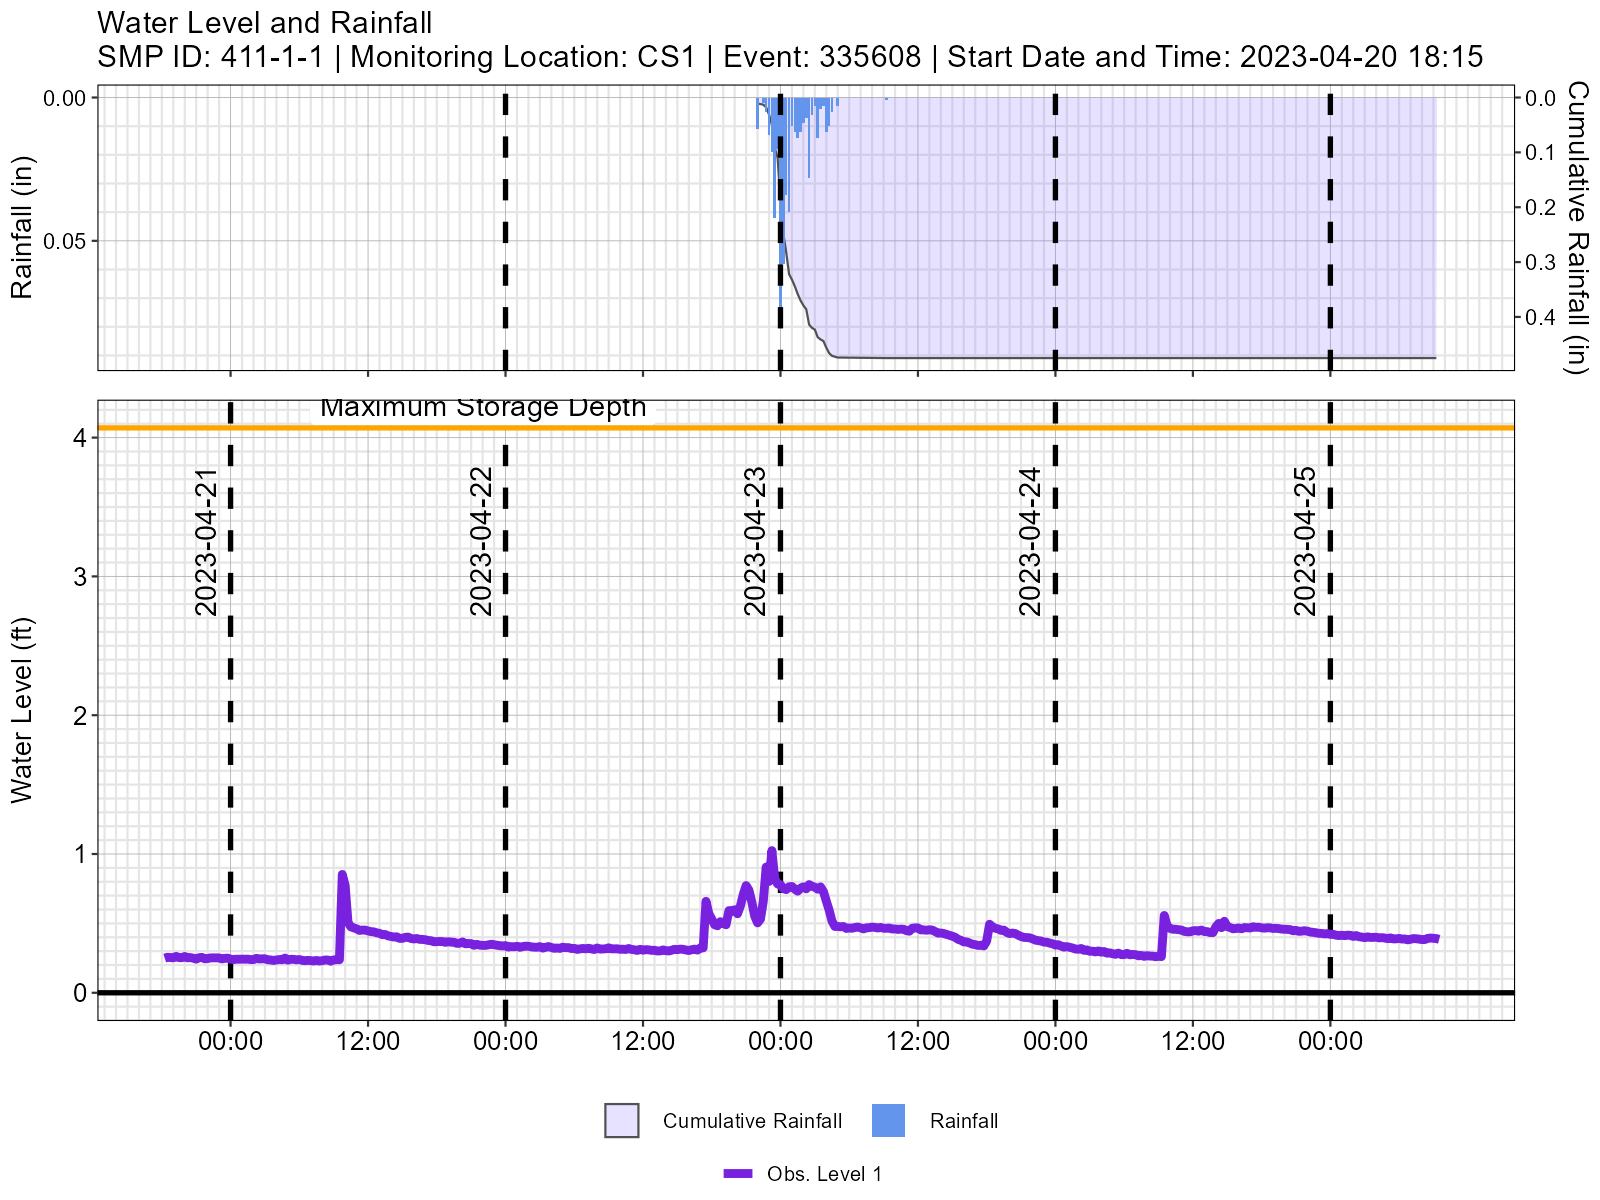 Water Level and Rainfall
SMP ID: 411-1-1 | Monitoring Location: CS1 | Event: 335608 | Start Date and Time: 2023-04-20 18:15
Rainfall (in)
0.00
0.05
0.0
0.1
0.2
0.3
0.4
Cumulative Rainfall (in)
Maximum Storage Depth
Water Level (ft)
4
3
2
1
0
2023-04-21
2023-04-22
2023-04-23
2023-04-24
2023-04-25
00:00 12:00 00:00 12:00 00:00 12:00 00:00 12:00 00:00
Cumulative Rainfall Rainfall
Obs. Level 1